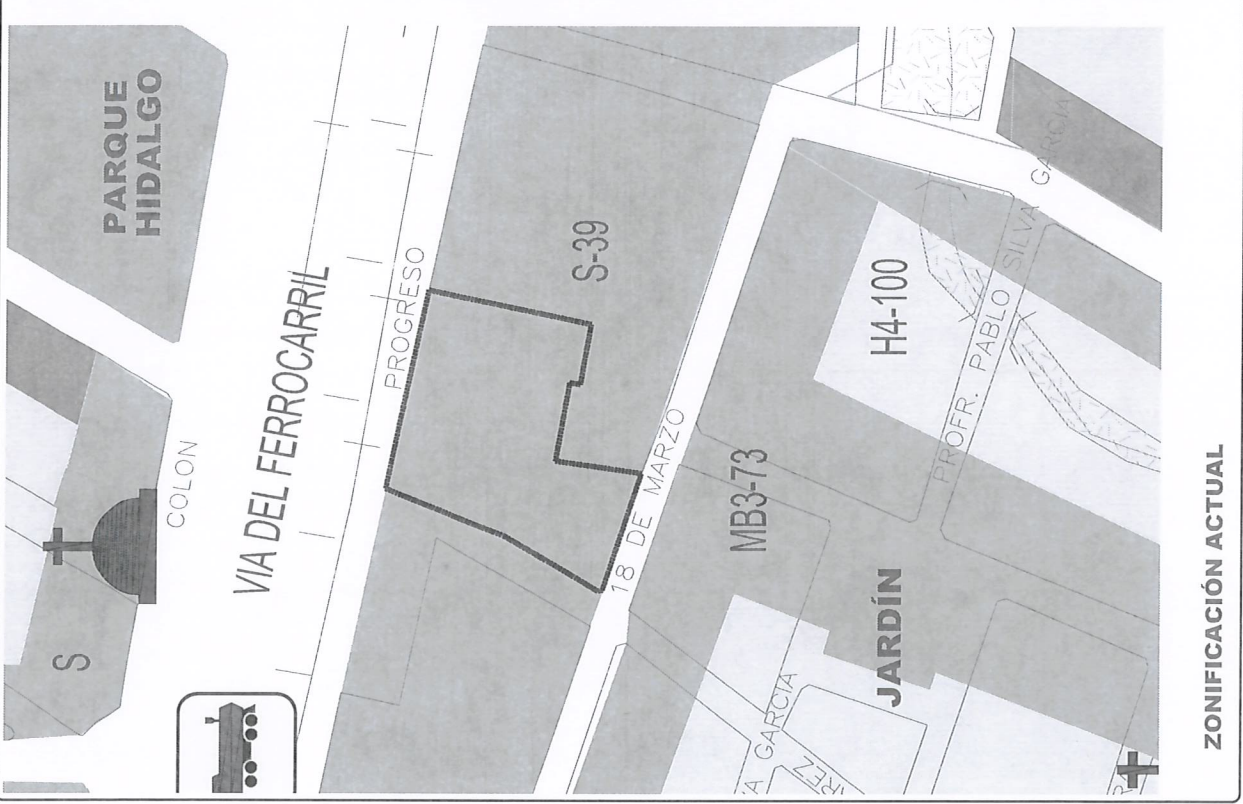 PARQUE
HIDALGO
COLON
VIA DEL FERROCARRIL
PROGRESO
S
S-39
18 DE MARZO
MB3-73
H4-100
PROFR. PABLO SILVA GARCIA
JARDÍN
A GARCIA
AREZ
ZONIFICACIÓN ACTUAL